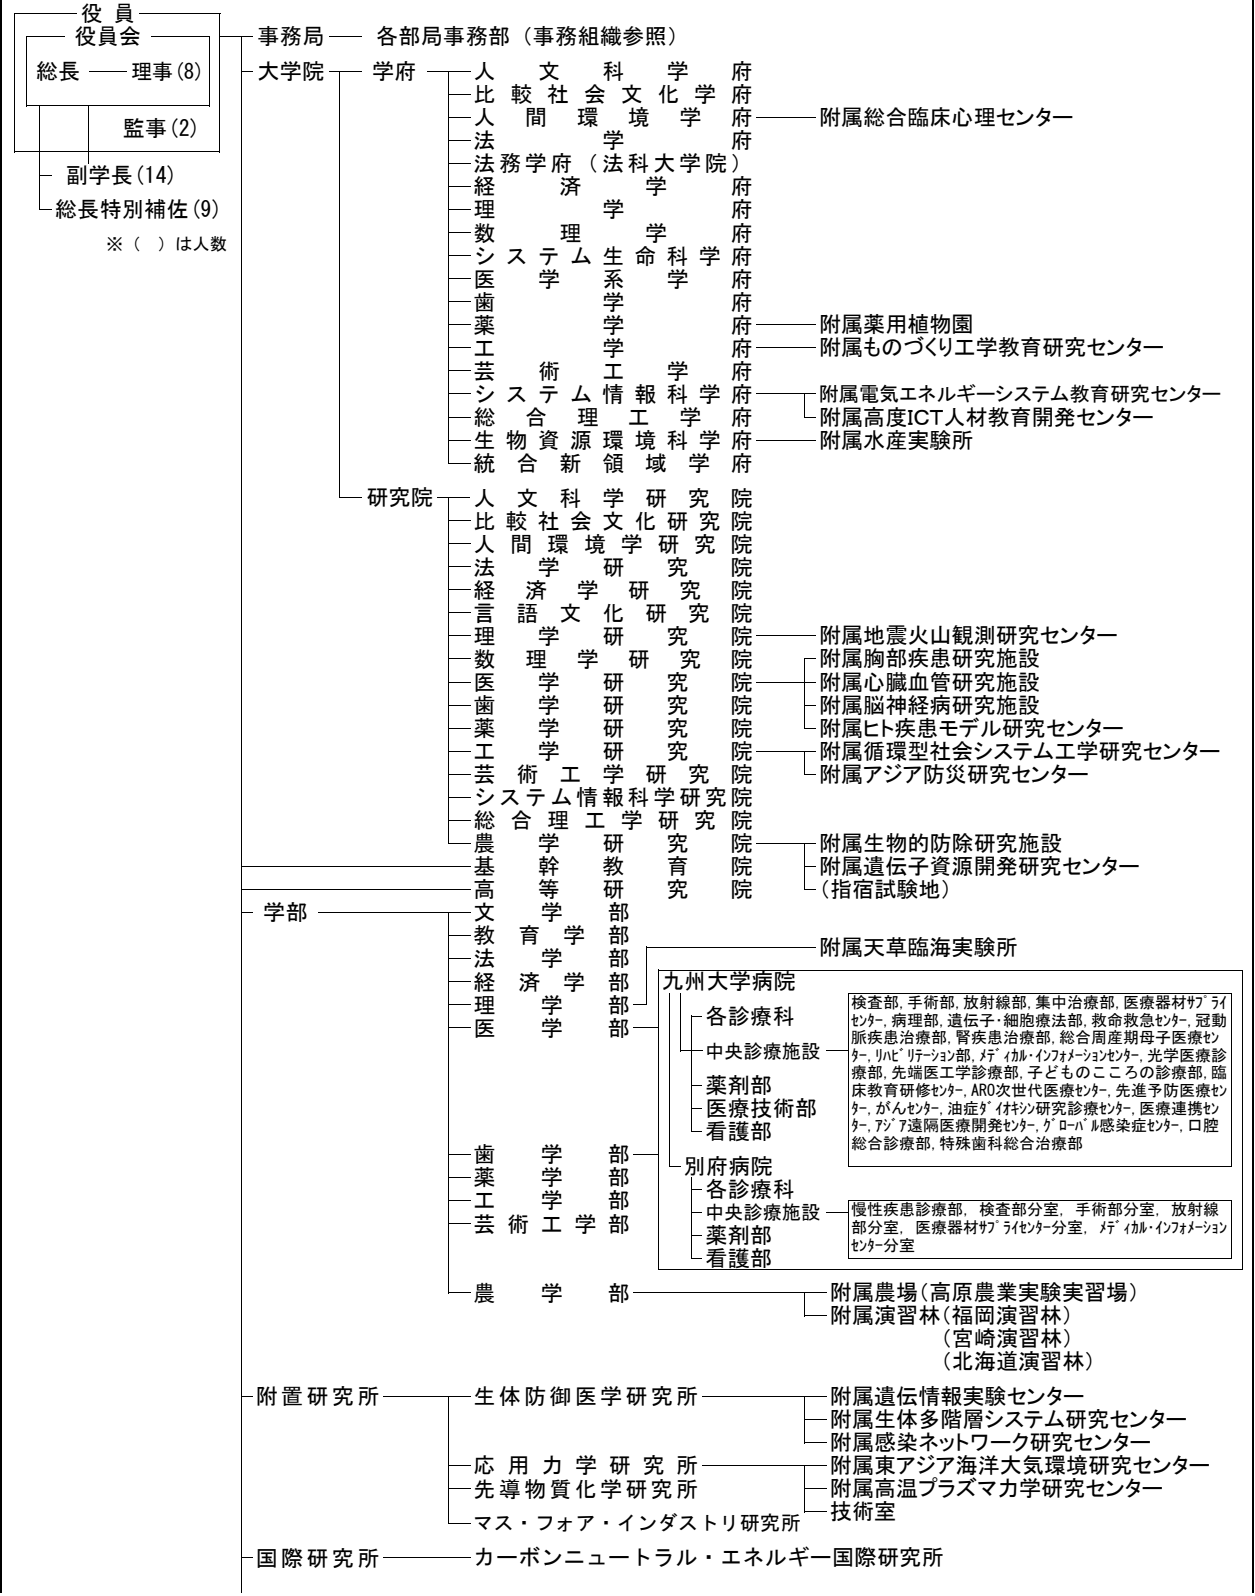 役員
役員会
総長 理事(8)
監事(2)
副学長(14)
総長特別補佐(9)
※（ ）は人数
事務局 各部局事務部（事務組織参照）
大学院 学府 人文科学府
比較社会文化学府
人間環境学府 附属総合臨床心理センター
法学府
法務学府（法科大学院）
経済学府
理学府
数理学府
システム生命科学府
医学系学府
歯学府
薬学府 附属薬用植物園
工学府 附属ものづくり工学教育研究センター
芸術工学府
システム情報科学府 附属電気エネルギーシステム教育研究センター
総合理工学府 附属高度ICT人材教育開発センター
生物資源環境科学府 附属水産実験所
統合新領域学府
研究院 人文科学研究院
比較社会文化研究院
人間環境学研究院
法学研究院
経済学研究院
言語文化研究院
理学研究院 附属地震火山観測研究センター
数理学研究院 附属胸部疾患研究施設
医学研究院 附属心臓血管研究施設
歯学研究院 附属脳神経病研究施設
薬学研究院 附属ヒト疾患モデル研究センター
工学研究院 附属循環型社会システム工学研究センター
芸術工学研究院 附属アジア防災研究センター
システム情報科学研究院
総合理工学研究院
農学研究院 附属生物的防除研究施設
基幹教育院 附属遺伝子資源開発研究センター
高等研究院 （指宿試験地）
学部 文学部
教育学部
法学部 附属天草臨海実験所
経済学部
理学部
医学部
九州大学病院
各診療科
中央診療施設
薬剤部
医療技術部
看護部
検査部, 手術部, 放射線部, 集中治療部, 医療器材ｻﾌﾟﾗｲ
ｾﾝﾀｰ, 病理部, 遺伝子・細胞療法部, 救命救急ｾﾝﾀｰ, 冠動
脈疾患治療部, 腎疾患治療部, 総合周産期母子医療ｾﾝ
ﾀｰ, ﾘﾊﾋﾞﾘﾃｰｼｮﾝ部, ﾒﾃﾞｨｶﾙ･ｲﾝﾌｫﾒｰｼｮﾝｾﾝﾀｰ, 光学医療診
療部, 先端医工学診療部, 子どものこころの診療部, 臨
床教育研修ｾﾝﾀｰ, ARO次世代医療ｾﾝﾀｰ, 先進予防医療ｾﾝ
ﾀｰ, がんｾﾝﾀｰ, 油症ﾀﾞｲｵｷｼﾝ研究診療ｾﾝﾀｰ, 医療連携ｾﾝ
ﾀｰ, ｱｼﾞｱ遠隔医療開発ｾﾝﾀｰ, ｸﾞﾛｰﾊﾞﾙ感染症ｾﾝﾀｰ, 口腔
総合診療部, 特殊歯科総合治療部
歯学部
薬学部
工学部
芸術工学部
別府病院
各診療科
中央診療施設
薬剤部
看護部
慢性疾患診療部, 検査部分室, 手術部分室, 放射線
部分室, 医療器材ｻﾌﾟﾗｲｾﾝﾀｰ分室, ﾒﾃﾞｨｶﾙ･ｲﾝﾌｫﾒｰｼｮﾝ
ｾﾝﾀｰ分室
農学部 附属農場（高原農業実験実習場）
附属演習林（福岡演習林）
（宮崎演習林）
（北海道演習林）
附置研究所 生体防御医学研究所 附属遺伝情報実験センター
附属生体多階層システム研究センター
附属感染ネットワーク研究センター
応用力学研究所 附属東アジア海洋大気環境研究センター
先導物質化学研究所 附属高温プラズマ力学研究センター
技術室
マス・フォア・インダストリ研究所
国際研究所 カーボンニュートラル・エネルギー国際研究所